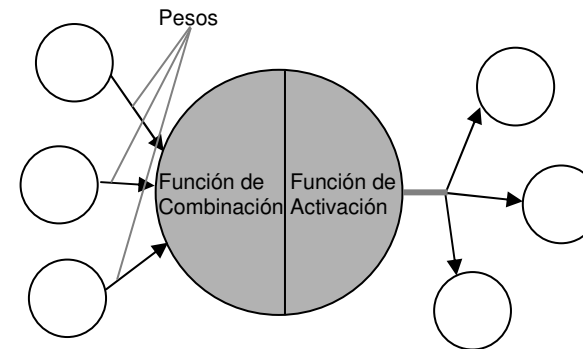 Pesos
Función de
Combinación
Función de
Activación